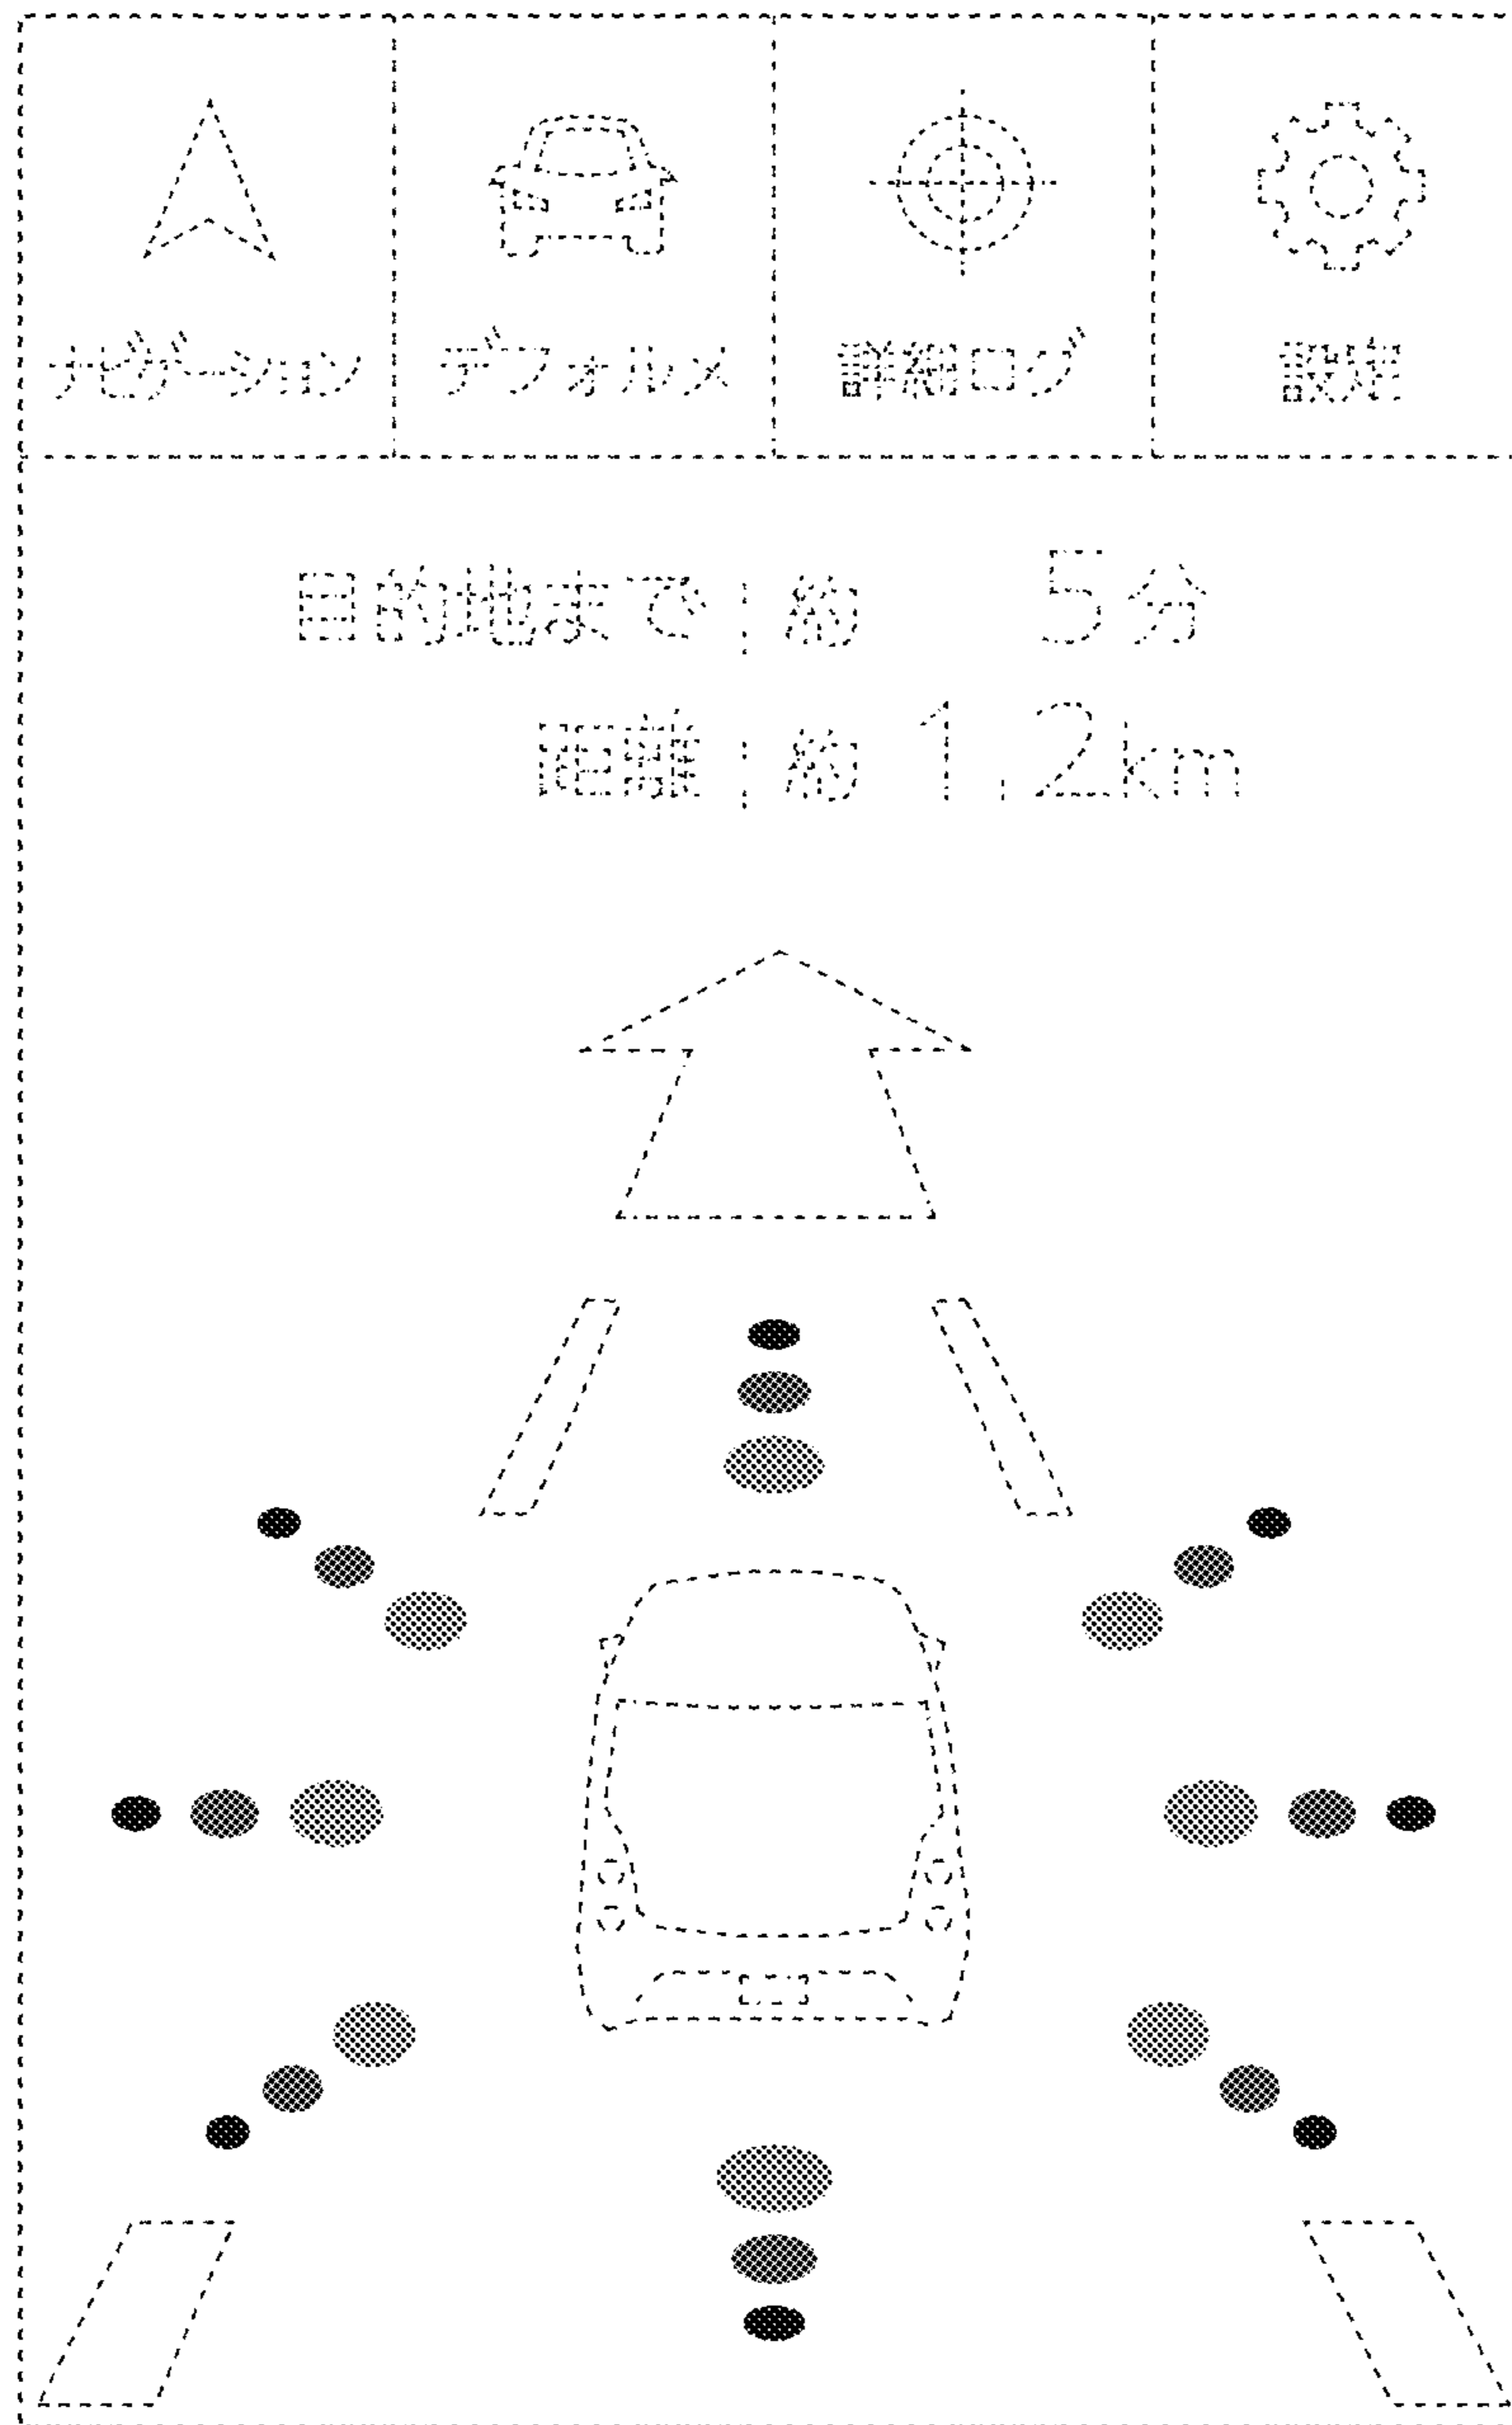 ナビゲーション
デフォルメ
詳細ログ
設定
目的地まで:約 5分
距離:約 1.2km